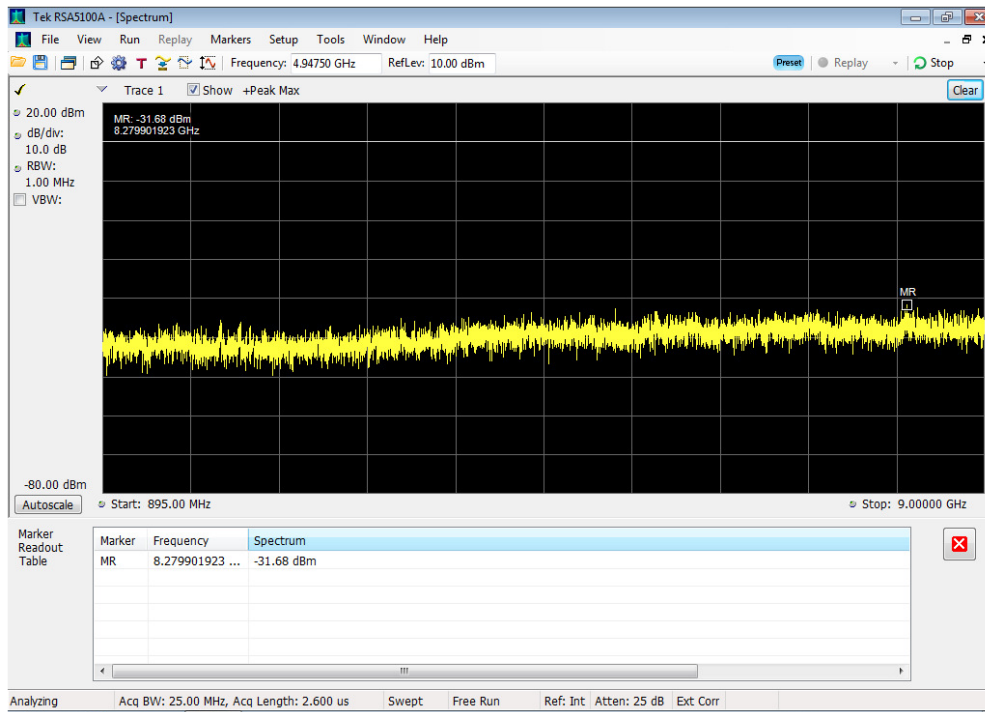 Tek RSA5100A - [Spectrum]
File View Run Replay Markers Setup Tools Window Help
T Frequency: 4.94750 GHz RefLev: 10.00 dBm Preset Replay Stop
Trace 1 Show +Peak Max Clear
20.00 dBm
dB/div:
10.0 dB
RBW:
1.00 MHz
VBW:
MR: -31.68 dBm
8.279901923 GHz
MR
-80.00 dBm
Autoscale Start: 895.00 MHz Stop: 9.00000 GHz
Marker
Readout
Table
Marker Frequency Spectrum
MR 8.279901923 ... -31.68 dBm
Analyzing Acq BW: 25.00 MHz, Acq Length: 2.600 us Swept Free Run Ref: Int Atten: 25 dB Ext Corr